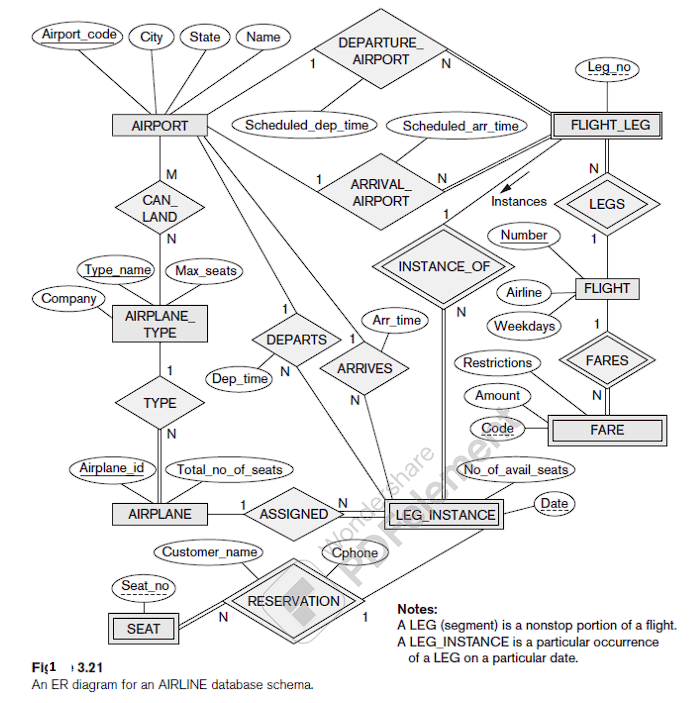 Airport_code City State Name
DEPARTURE_
AIRPORT
1 N
Leg_no
Scheduled_dep_time Scheduled_arr_time
AIRPORT FLIGHT_LEG
1 ARRIVAL_
AIRPORT
N
M
CAN_
LAND
N
N
LEGS
1
Instances
1
INSTANCE_OF
N
Number
Airline FLIGHT
Weekdays
Type_name Max_seats
Company AIRPLANE_
TYPE
1
DEPARTS
N
Dep_time
1
Arr_time
ARRIVES
N
1
FARES
N
Restrictions
Amount
Code
FARE
1
TYPE
N
Airplane_id Total_no_of_seats
No_of_avail_seats
AIRPLANE 1 ASSIGNED N LEG_INSTANCE
Date
Customer_name Cphone
Seat_no
RESERVATION
SEAT N 1
Wondershare
PDFelement
Notes:
A LEG (segment) is a nonstop portion of a flight.
A LEG_INSTANCE is a particular occurrence
of a LEG on a particular date.
3.21
An ER diagram for an AIRLINE database schema.